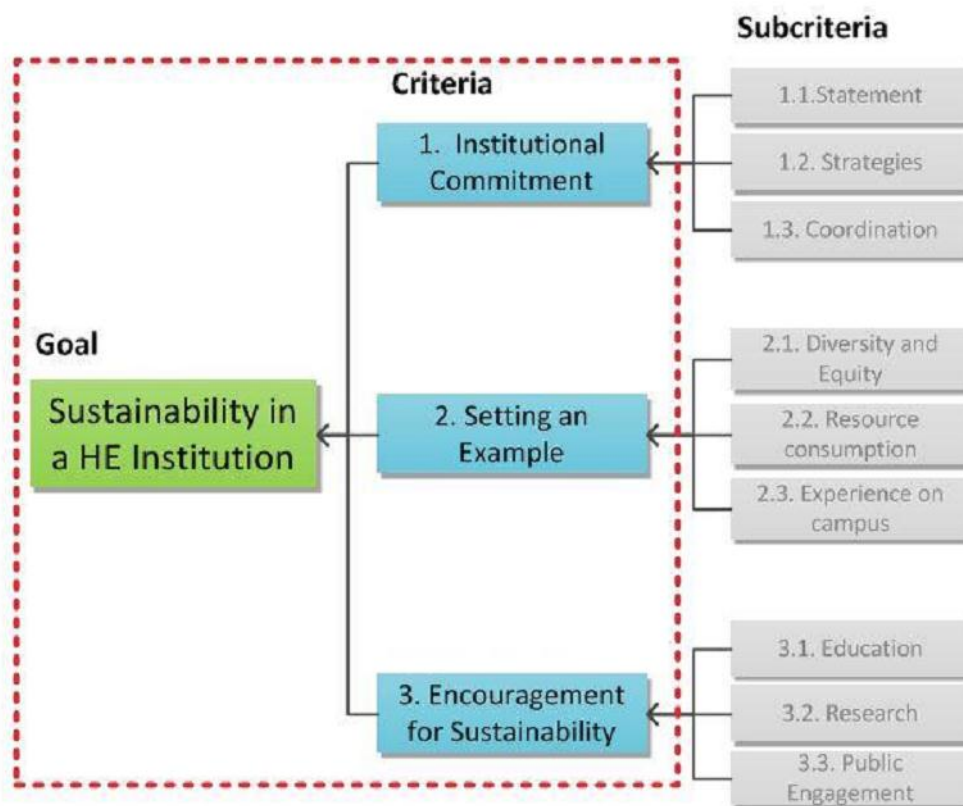 Subcriteria
Criteria
1.1.Statement
1. Institutional
Commitment
1.2. Strategies
1.3. Coordination
Goal
Sustainability in
a HE Institution
2. Setting an
Example
2.1. Diversity and
Equity
2.2. Resource
consumption
2.3. Experience on
campus
3. Encouragement
for Sustainability
3.1. Education
3.2. Research
3.3. Public
Engagement